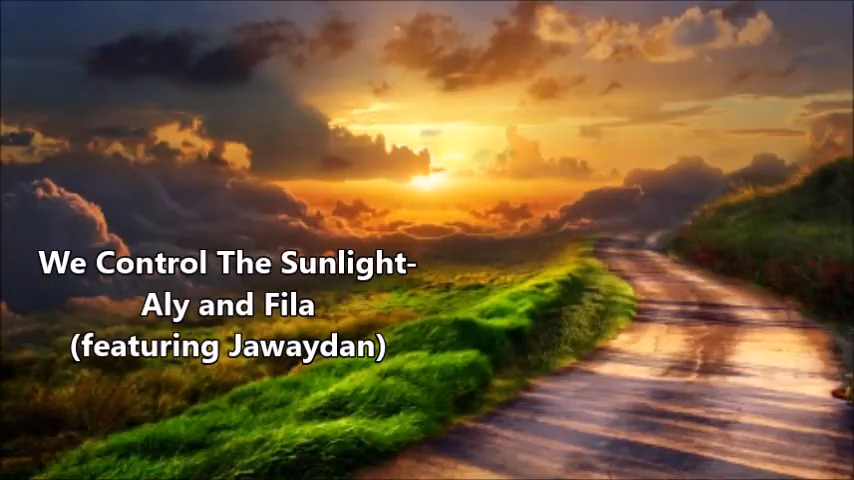 We Control The Sunlight-
Aly and Fila
(featuring Jawaydan)